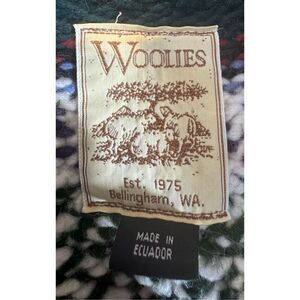 WOOLIES
Est. 1975
Bellingham, WA.
MADE IN
ECUADOR